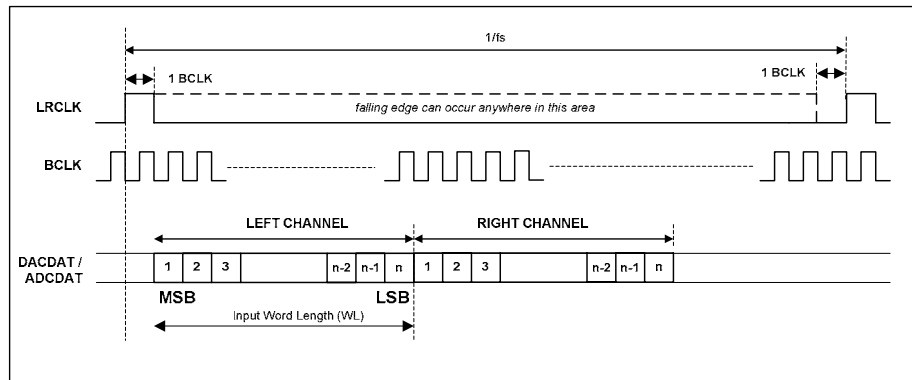 1/fs
1 BCLK
1 BCLK
LRCLK
falling edge can occur anywhere in this area
BCLK
LEFT CHANNEL
RIGHT CHANNEL
DACDAT /
ADCDAT
1 2 3 n-2 n-1 n 1 2 3 n-2 n-1 n
MSB LSB
Input Word Length (WL)